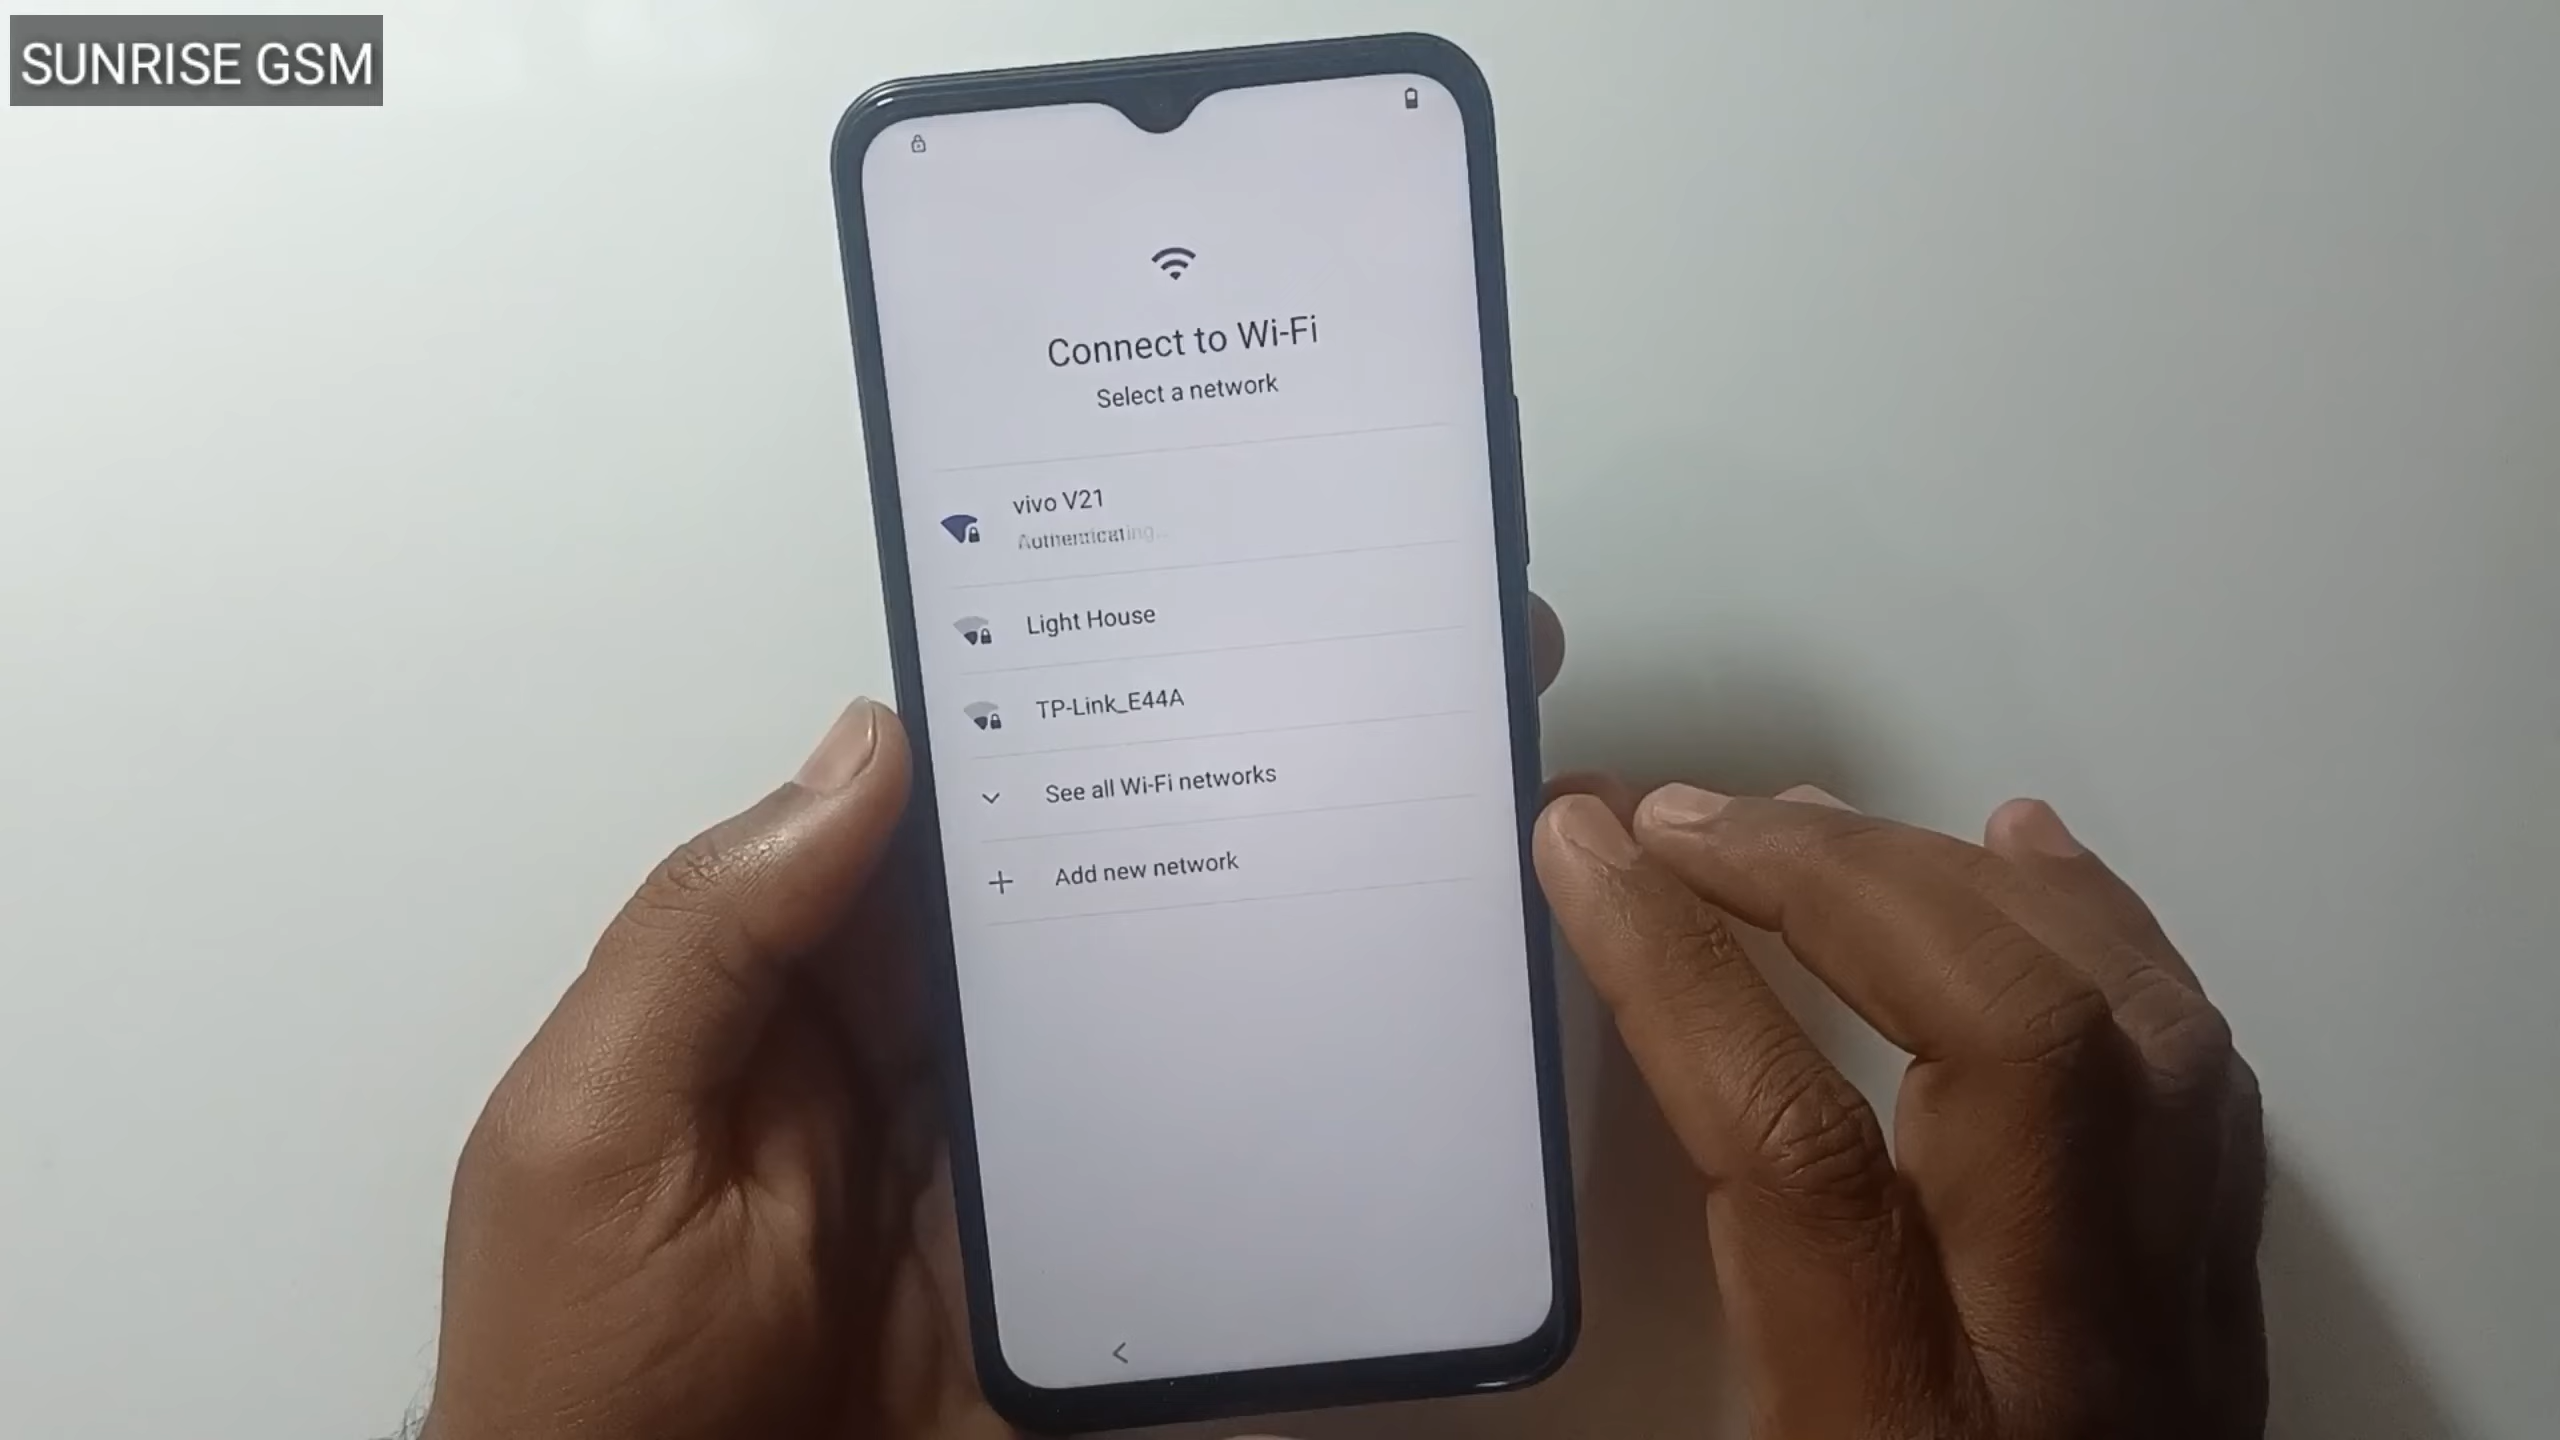 SUNRISE GSM
Connect to Wi-Fi
Select a network
vivo V21
Authenticating...
Light House
TP-Link_E44A
See all Wi-Fi networks
Add new network